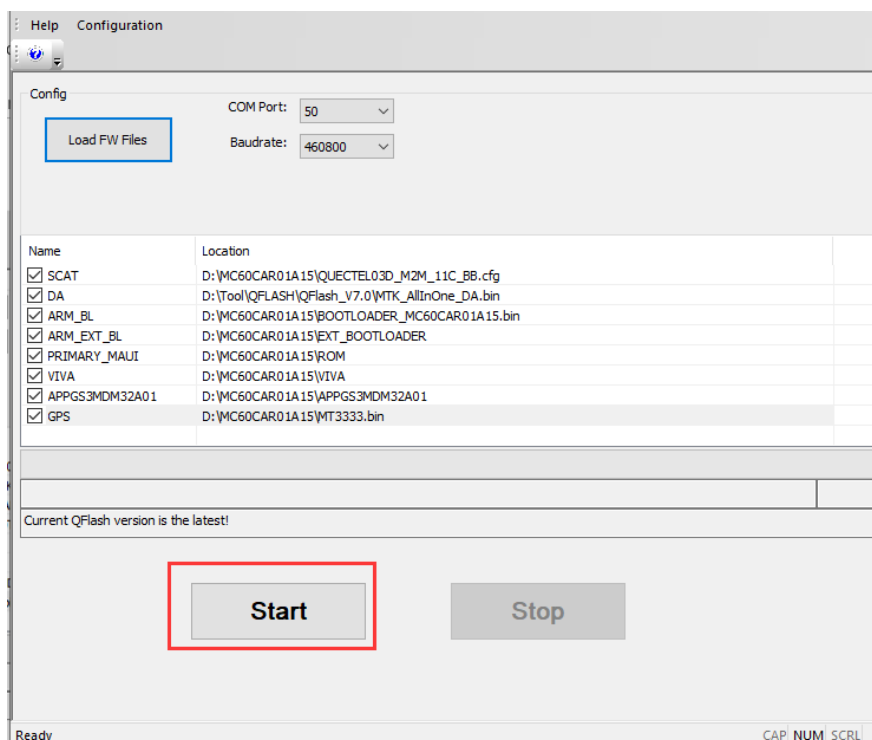 Help Configuration
Config
COM Port: 50
Load FW Files
Baudrate: 460800
Name Location
SCAT D:\MC60CAR01A15\QUECTEL03D_M2M_11C_BB.cfg
DA D:\Tool\QFLASH\QFlash_V7.0\MTK_AllInOne_DA.bin
ARM_BL D:\MC60CAR01A15\BOOTLOADER_MC60CAR01A15.bin
ARM_EXT_BL D:\MC60CAR01A15\EXT_BOOTLOADER
PRIMARY_MAUI D:\MC60CAR01A15\ROM
VIVA D:\MC60CAR01A15\VIVA
APPGS3MDM32A01 D:\MC60CAR01A15\APPGS3MDM32A01
GPS D:\MC60CAR01A15\MT3333.bin
Current QFlash version is the latest!
Start Stop
Ready CAP NUM SCRL